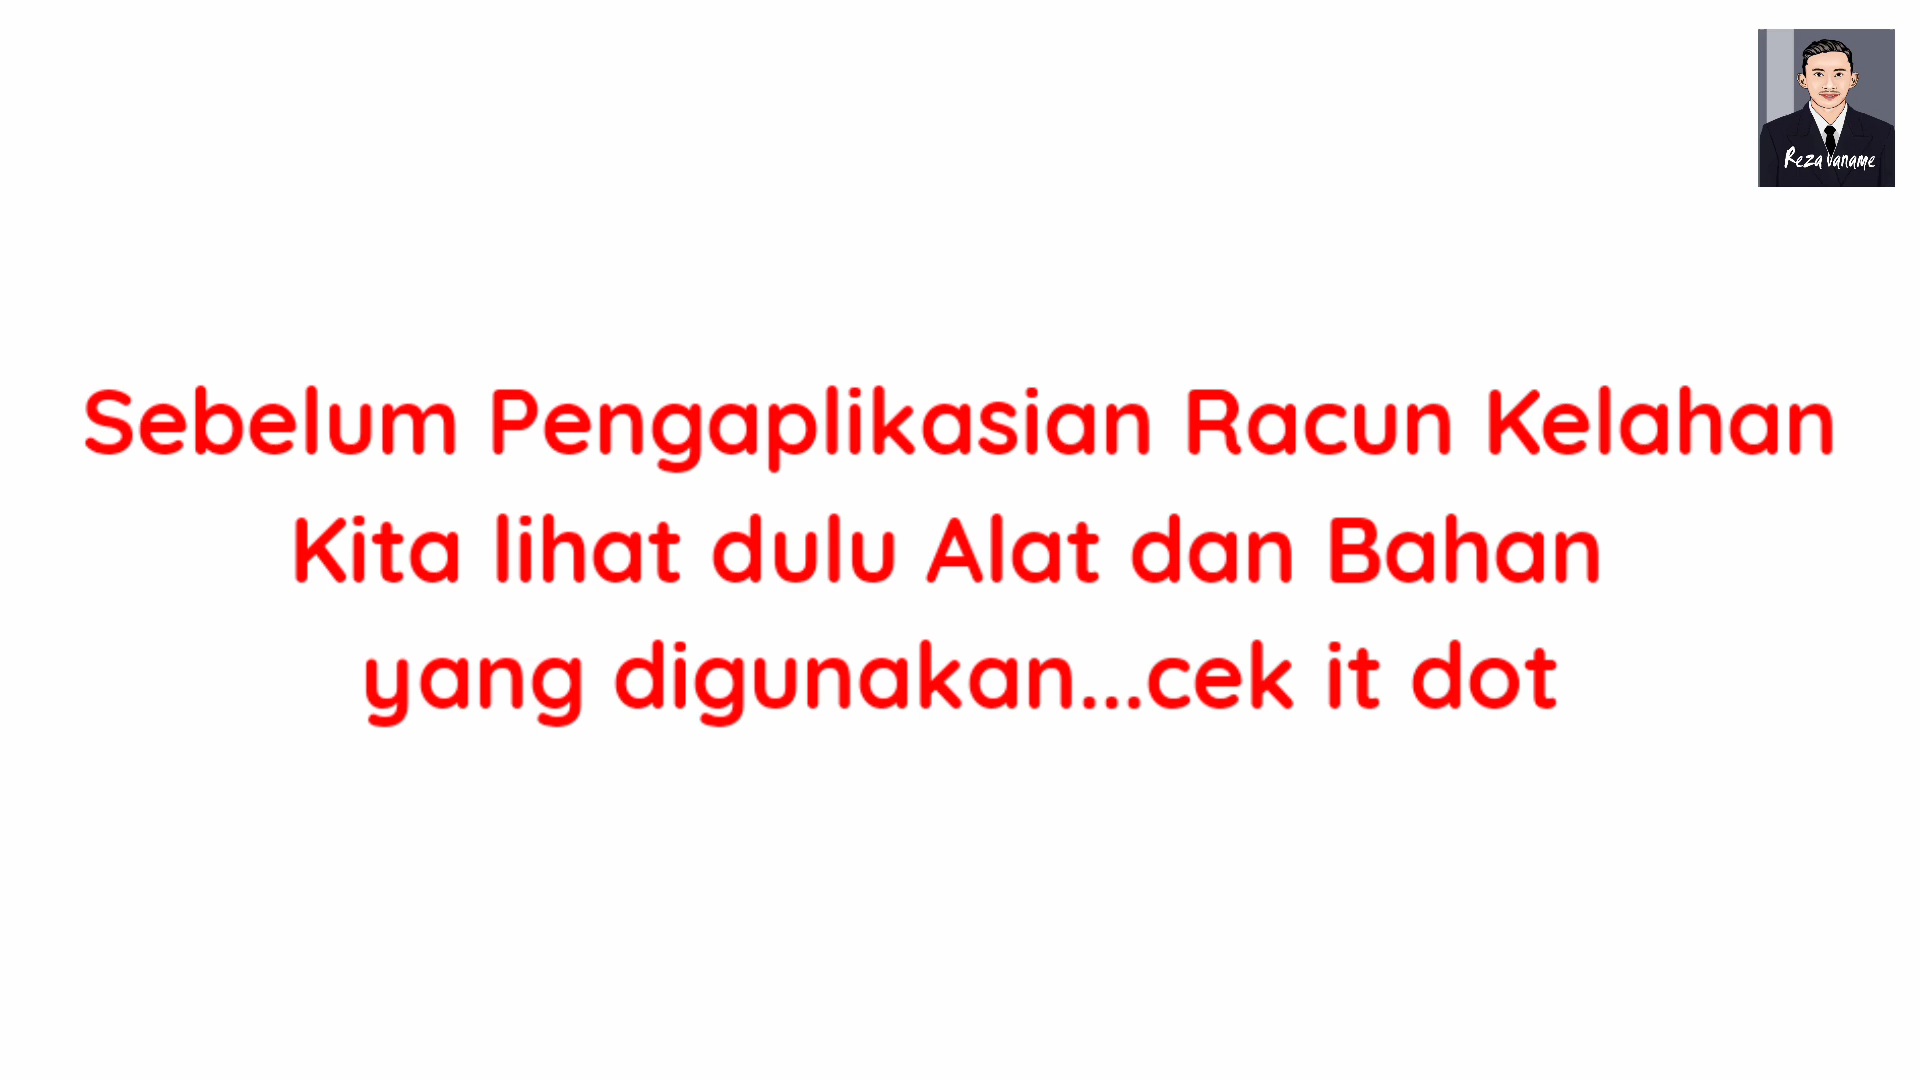 Reza Vaname
Sebelum Pengaplikasian Racun Kelahan
Kita lihat dulu Alat dan Bahan
yang digunakan...cek it dot